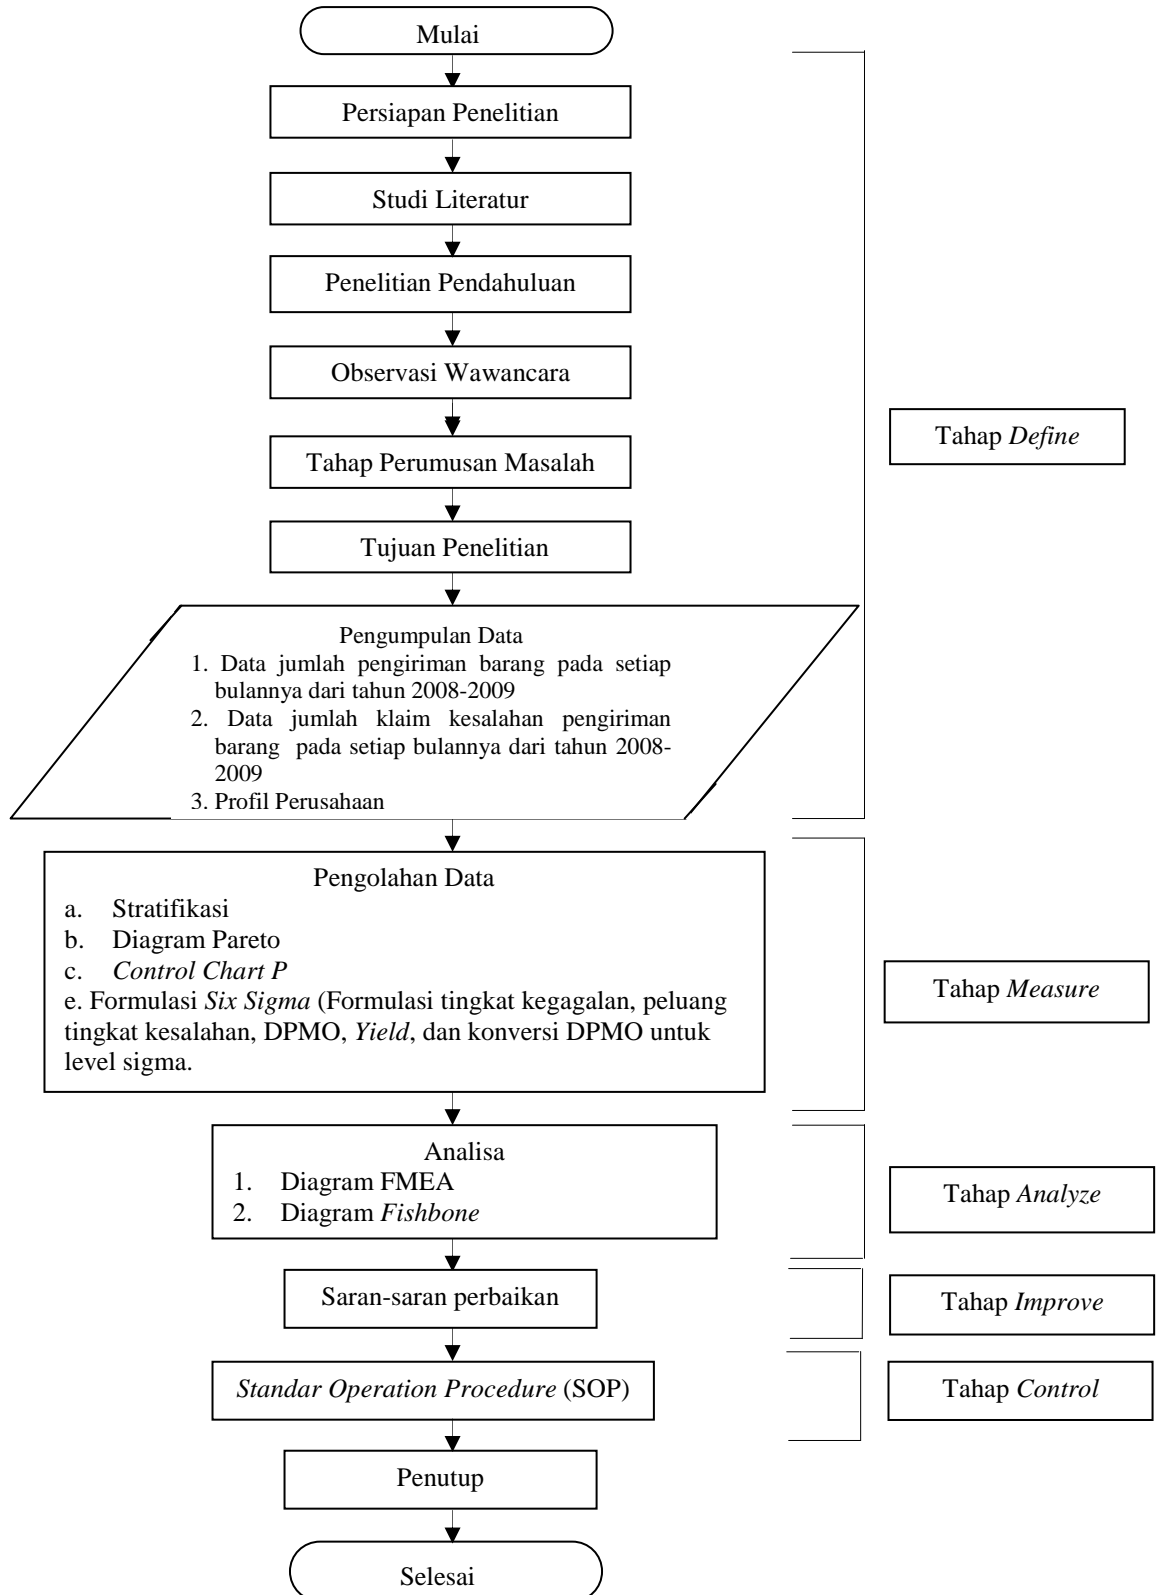 Mulai
Persiapan Penelitian
Studi Literatur
Penelitian Pendahuluan
Observasi Wawancara
Tahap Define
Tahap Perumusan Masalah
Tujuan Penelitian
Pengumpulan Data
1. Data jumlah pengiriman barang pada setiap
bulannya dari tahun 2008-2009
2. Data jumlah klaim kesalahan pengiriman
barang pada setiap bulannya dari tahun 2008-
2009
3. Profil Perusahaan
Pengolahan Data
a. Stratifikasi
b. Diagram Pareto
c. Control Chart P
e. Formulasi Six Sigma (Formulasi tingkat kegagalan, peluang
tingkat kesalahan, DPMO, Yield, dan konversi DPMO untuk
level sigma.
Tahap Measure
Analisa
1. Diagram FMEA
2. Diagram Fishbone
Tahap Analyze
Saran-saran perbaikan
Tahap Improve
Standar Operation Procedure (SOP)
Tahap Control
Penutup
Selesai